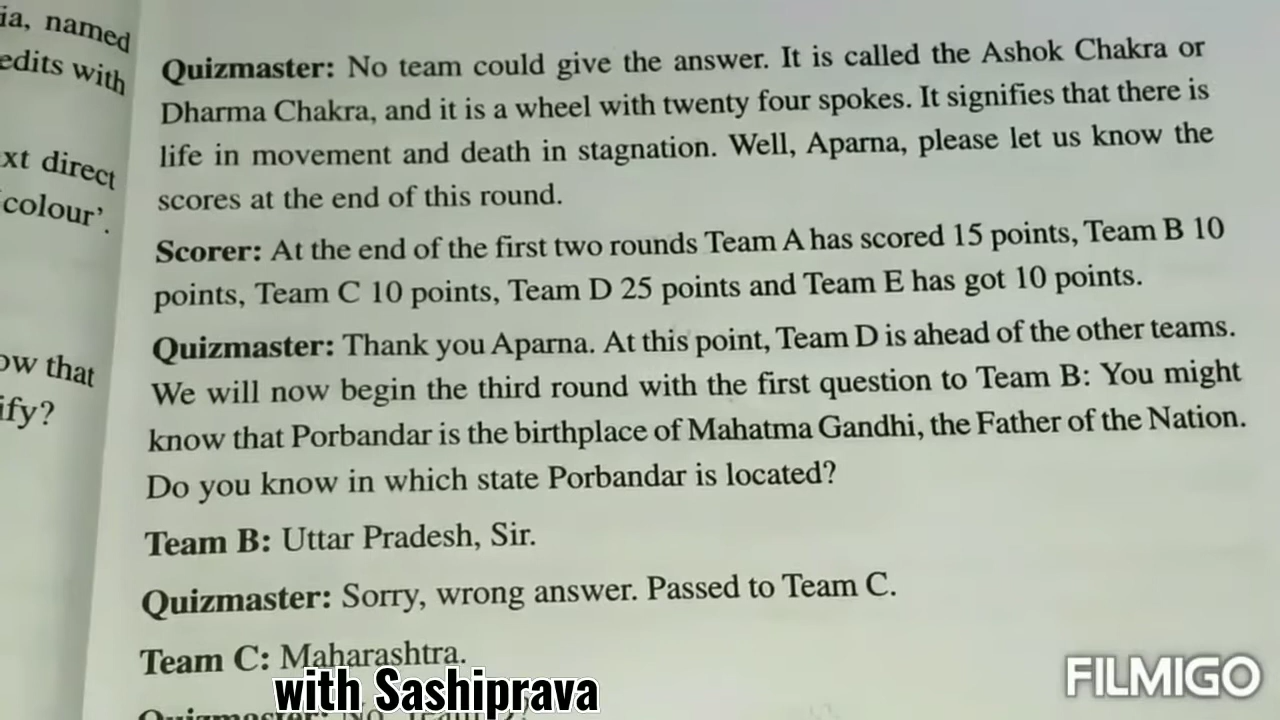 ia, named
edits with
xt direct
colour'.
ow that
ify?
Quizmaster: No team could give the answer. It is called the Ashok Chakra or
Dharma Chakra, and it is a wheel with twenty four spokes. It signifies that there is
life in movement and death in stagnation. Well, Aparna, please let us know the
scores at the end of this round.
Scorer: At the end of the first two rounds Team A has scored 15 points, Team B 10
points, Team C 10 points, Team D 25 points and Team E has got 10 points.
Quizmaster: Thank you Aparna. At this point, Team D is ahead of the other teams.
We will now begin the third round with the first question to Team B: You might
know that Porbandar is the birthplace of Mahatma Gandhi, the Father of the Nation.
Do you know in which state Porbandar is located?
Team B: Uttar Pradesh, Sir.
Quizmaster: Sorry, wrong answer. Passed to Team C.
Team C: Maharashtra.
with Sashiprava
Quizmaster: No. Team D?
FILMIGO